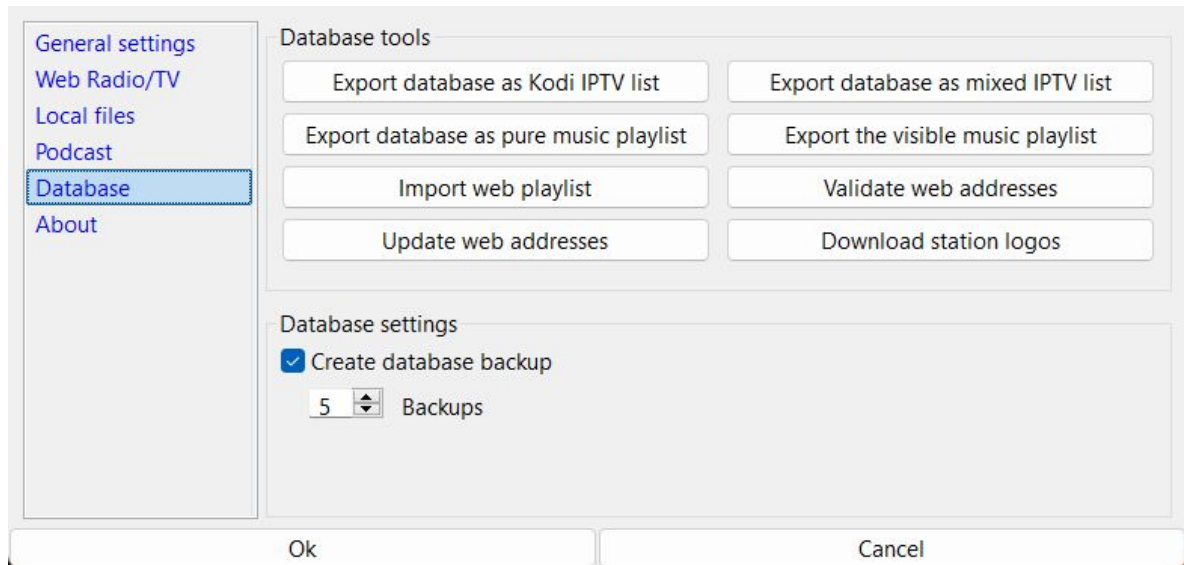 General settings
Web Radio/TV
Local files
Podcast
Database
About
Database tools
Export database as Kodi IPTV list
Export database as mixed IPTV list
Export database as pure music playlist
Export the visible music playlist
Import web playlist
Validate web addresses
Update web addresses
Download station logos
Database settings
Create database backup
5 Backups
Ok
Cancel